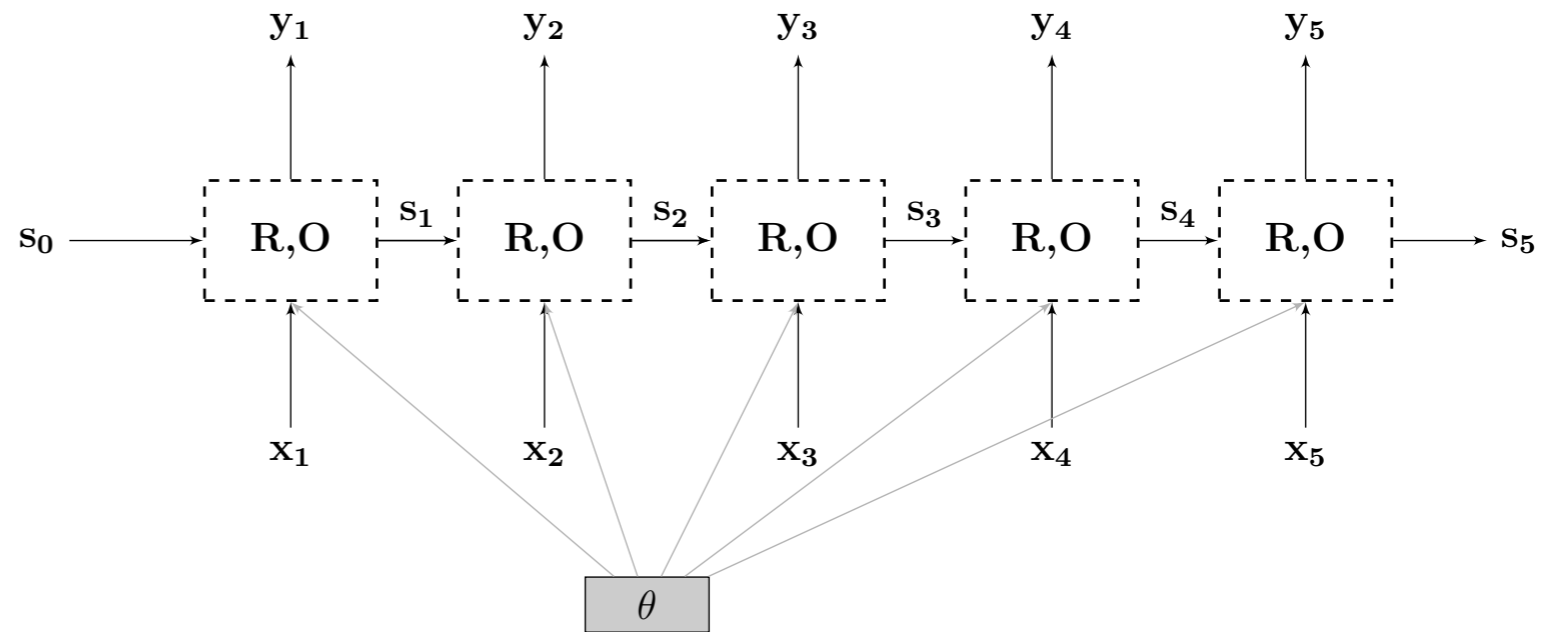 y₁ y₂ y₃ y₄ y₅
s₁ s₂ s₃ s₄
s₀ R,O R,O R,O R,O R,O s₅
x₁ x₂ x₃ x₄ x₅
θ